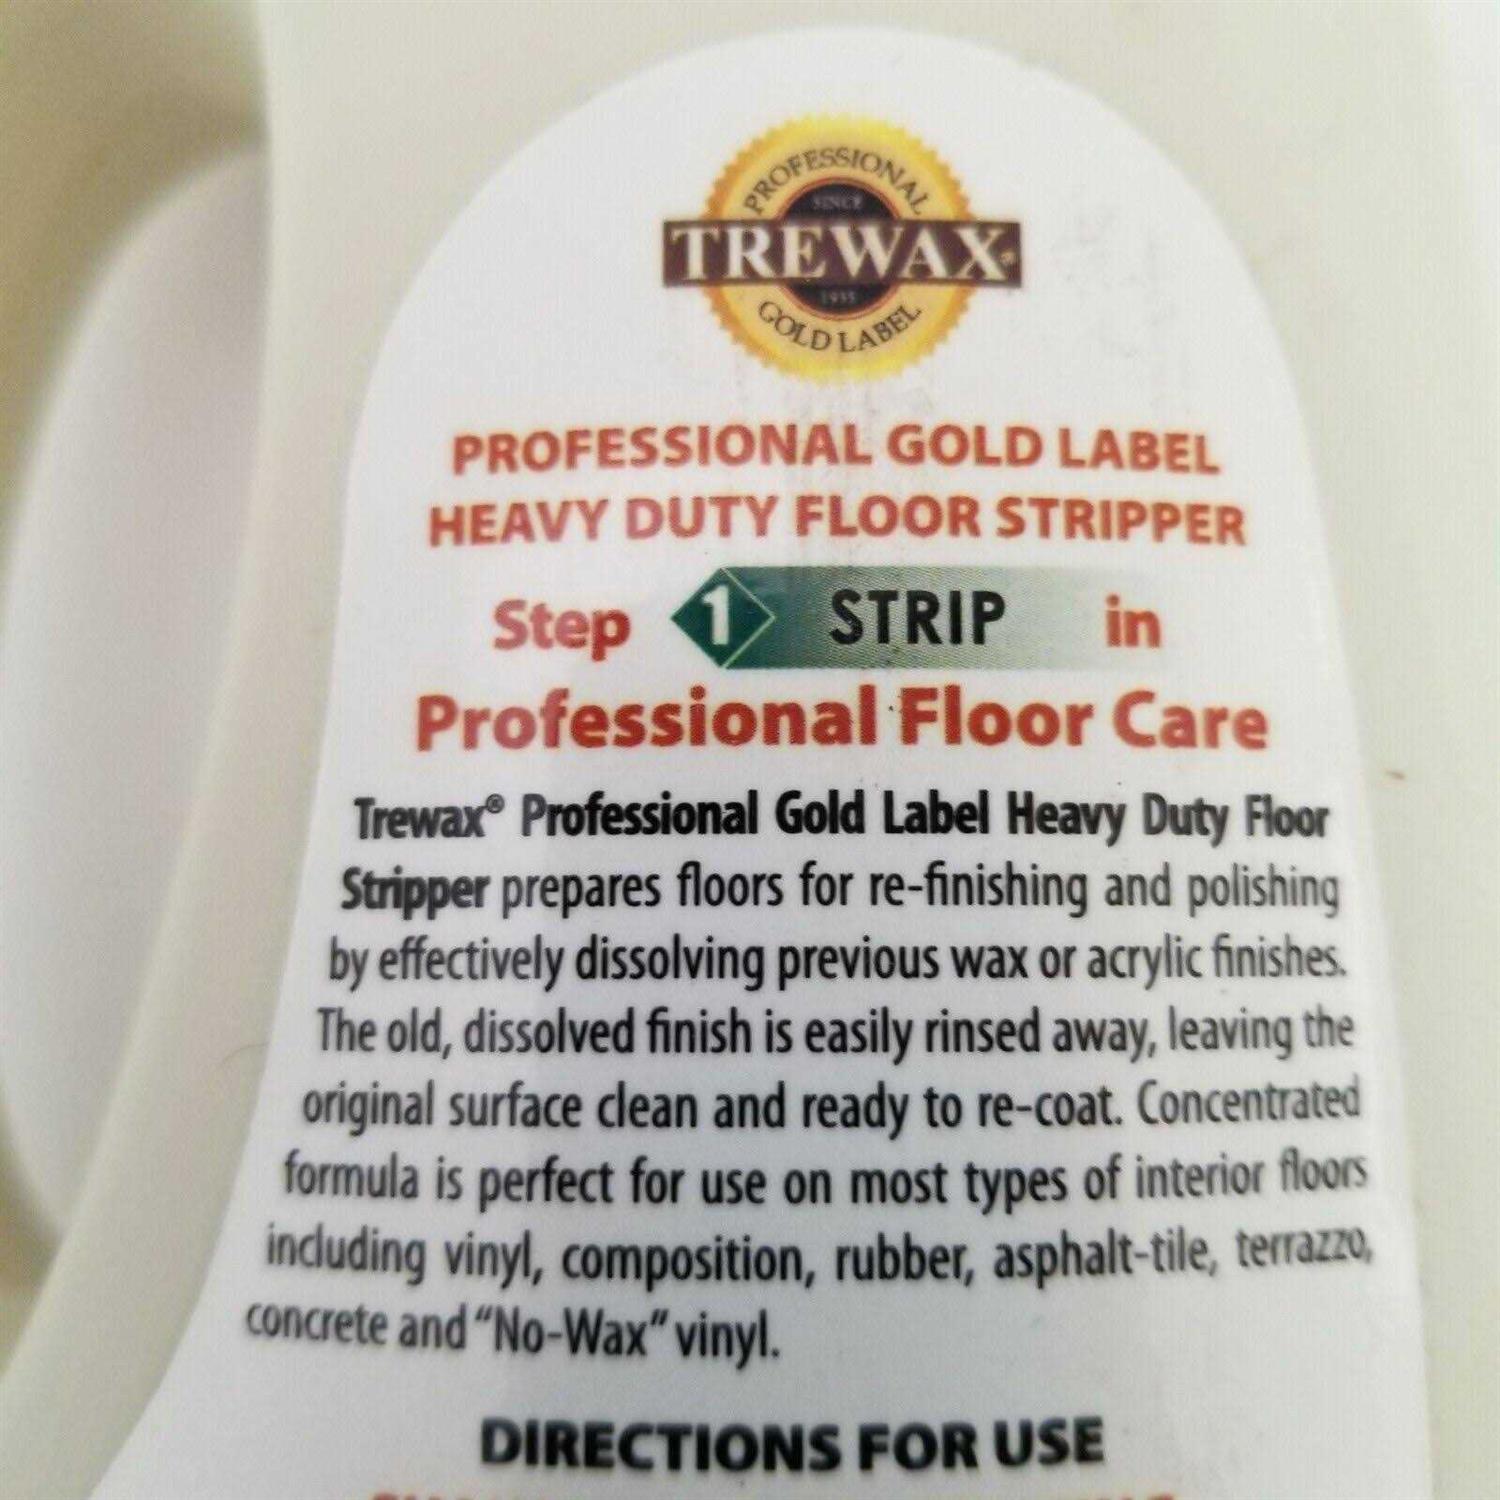 PROFESSIONAL
SINCE
TREWAX®
1935
GOLD LABEL
PROFESSIONAL GOLD LABEL
HEAVY DUTY FLOOR STRIPPER
Step 1 STRIP in
Professional Floor Care
Trewax® Professional Gold Label Heavy Duty Floor
Stripper prepares floors for re-finishing and polishing
by effectively dissolving previous wax or acrylic finishes.
The old, dissolved finish is easily rinsed away, leaving the
original surface clean and ready to re-coat. Concentrated
formula is perfect for use on most types of interior floors
including vinyl, composition, rubber, asphalt-tile, terrazzo,
concrete and “No-Wax” vinyl.
DIRECTIONS FOR USE